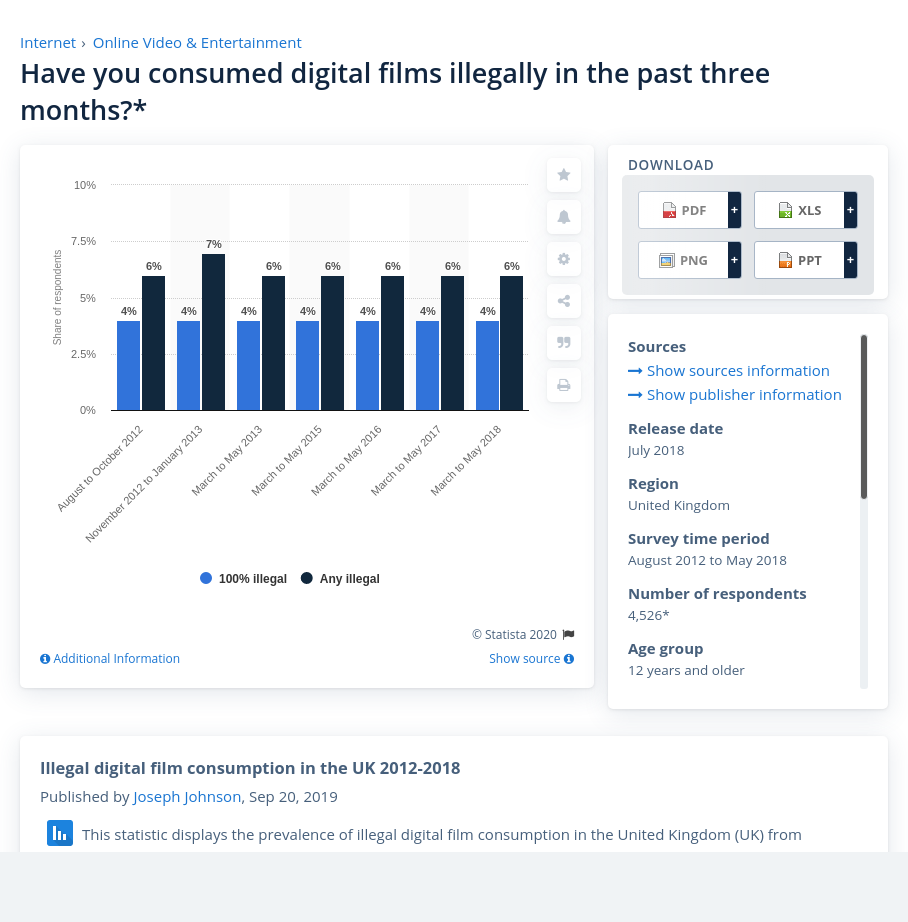 Internet › Online Video & Entertainment
Have you consumed digital films illegally in the past three
months?*
10%
7.5%
5%
2.5%
0%
Share of respondents
4%
6%
4%
7%
4%
6%
4%
6%
4%
6%
4%
6%
4%
6%
August to October 2012
November 2012 to January 2013
March to May 2013
March to May 2015
March to May 2016
March to May 2017
March to May 2018
100% illegal
Any illegal
© Statista 2020
Additional Information
Show source
DOWNLOAD
PDF +
XLS +
PNG +
PPT +
Sources
Show sources information
Show publisher information
Release date
July 2018
Region
United Kingdom
Survey time period
August 2012 to May 2018
Number of respondents
4,526*
Age group
12 years and older
Illegal digital film consumption in the UK 2012-2018
Published by Joseph Johnson, Sep 20, 2019
This statistic displays the prevalence of illegal digital film consumption in the United Kingdom (UK) from